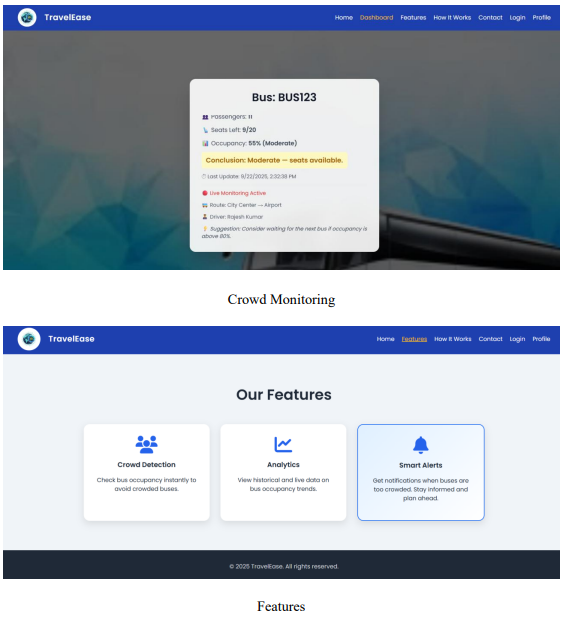 TravelEase
Home Dashboard Features How It Works Contact Login Profile
Bus: BUS123
Passengers: 11
Seats Left: 9/20
Occupancy: 55% (Moderate)
Conclusion: Moderate — seats available.
Last Update: 9/22/2025, 2:32:38 PM
Live Monitoring Active
Route: City Center → Airport
Driver: Rajesh Kumar
Suggestion: Consider waiting for the next bus if occupancy is
above 80%.
Crowd Monitoring
TravelEase
Home Features How It Works Contact Login Profile
Our Features
Crowd Detection
Check bus occupancy instantly to
avoid crowded buses.
Analytics
View historical and live data on
bus occupancy trends.
Smart Alerts
Get notifications when buses are
too crowded. Stay informed and
plan ahead.
© 2025 TravelEase. All rights reserved.
Features